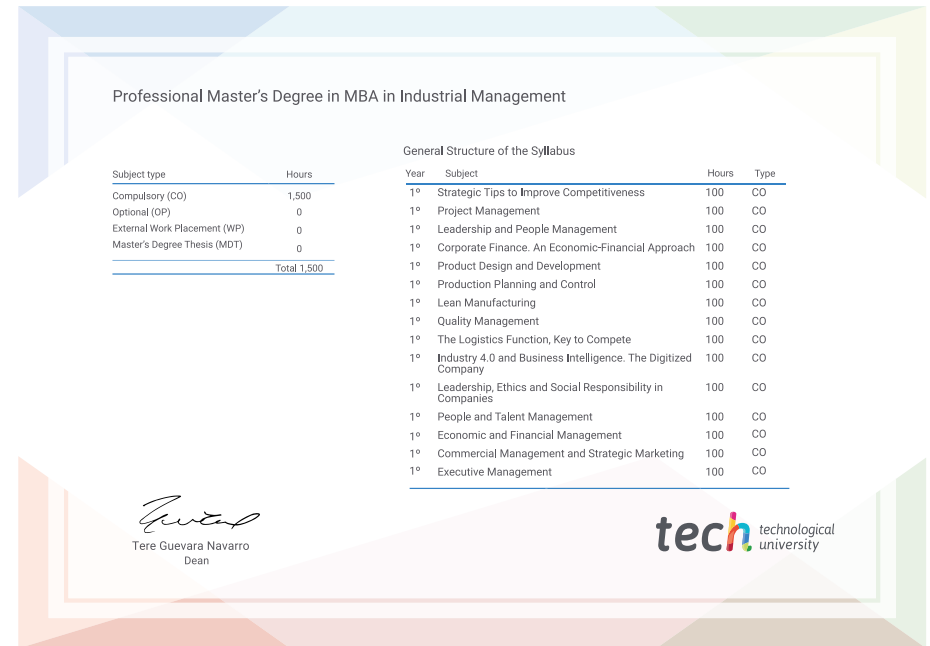 Professional Master's Degree in MBA in Industrial Management
Subject type Hours
Compulsory (CO) 1,500
Optional (OP) 0
External Work Placement (WP) 0
Master's Degree Thesis (MDT) 0
Total 1,500
General Structure of the Syllabus
Year Subject Hours Type
1º Strategic Tips to Improve Competitiveness 100 CO
1º Project Management 100 CO
1º Leadership and People Management 100 CO
1º Corporate Finance. An Economic-Financial Approach 100 CO
1º Product Design and Development 100 CO
1º Production Planning and Control 100 CO
1º Lean Manufacturing 100 CO
1º Quality Management 100 CO
1º The Logistics Function, Key to Compete 100 CO
1º Industry 4.0 and Business Intelligence. The Digitized 100 CO
Company
1º Leadership, Ethics and Social Responsibility in 100 CO
Companies
1º People and Talent Management 100 CO
1º Economic and Financial Management 100 CO
1º Commercial Management and Strategic Marketing 100 CO
1º Executive Management 100 CO
Tere Guevara Navarro
Dean
tech technological
university